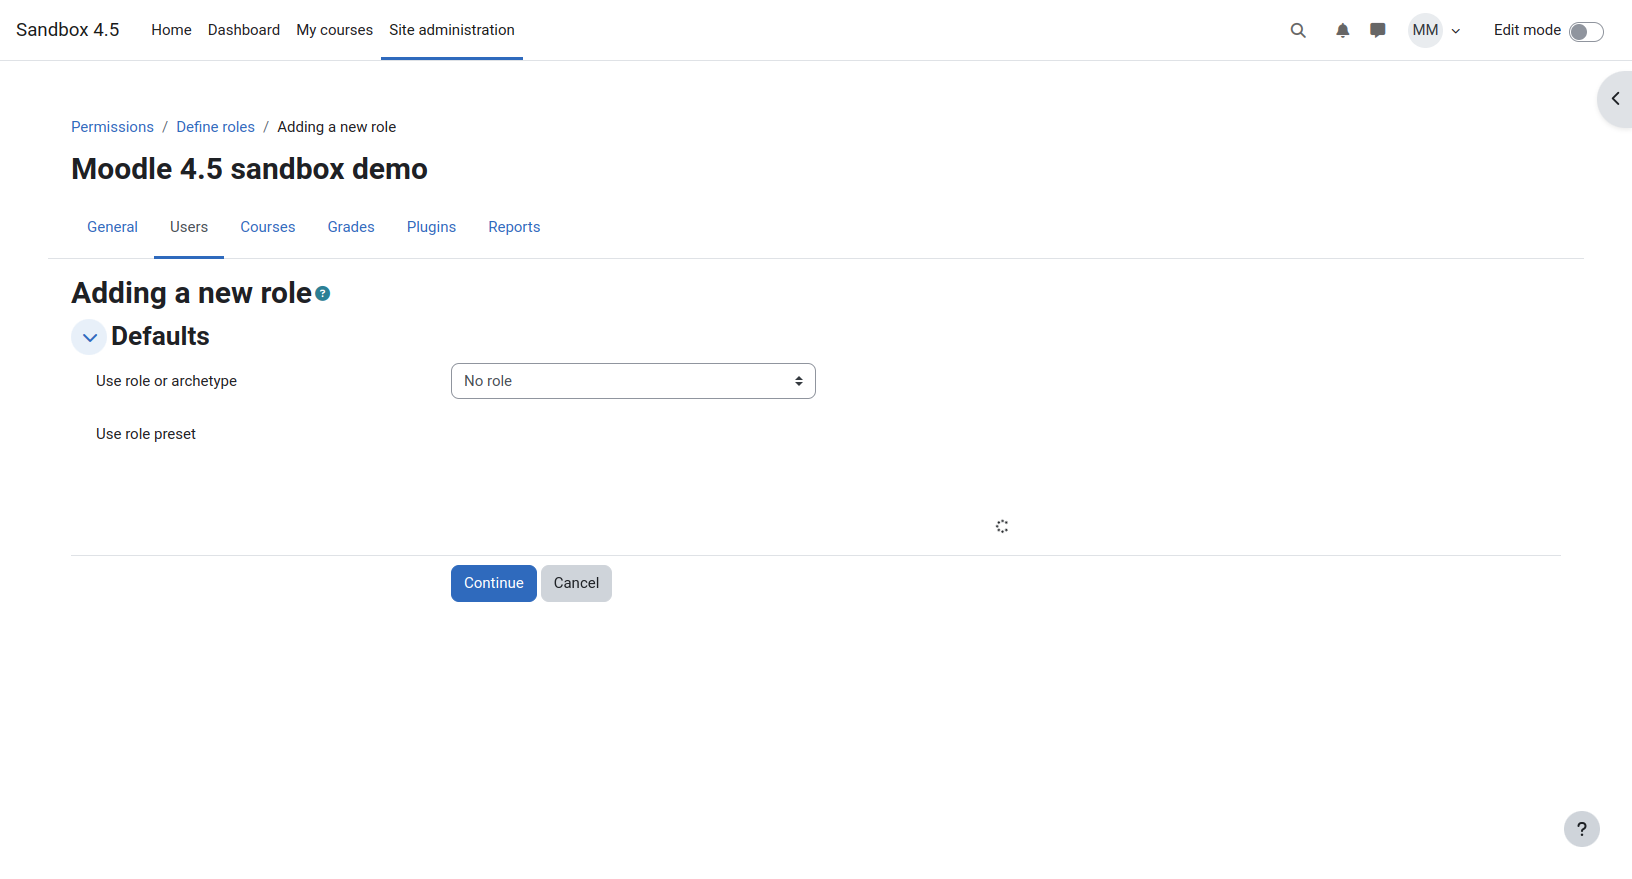 Sandbox 4.5 Home Dashboard My courses Site administration MM Edit mode
Permissions / Define roles / Adding a new role
Moodle 4.5 sandbox demo
General Users Courses Grades Plugins Reports
Adding a new role ?
Defaults
Use role or archetype No role
Use role preset
Continue Cancel
?